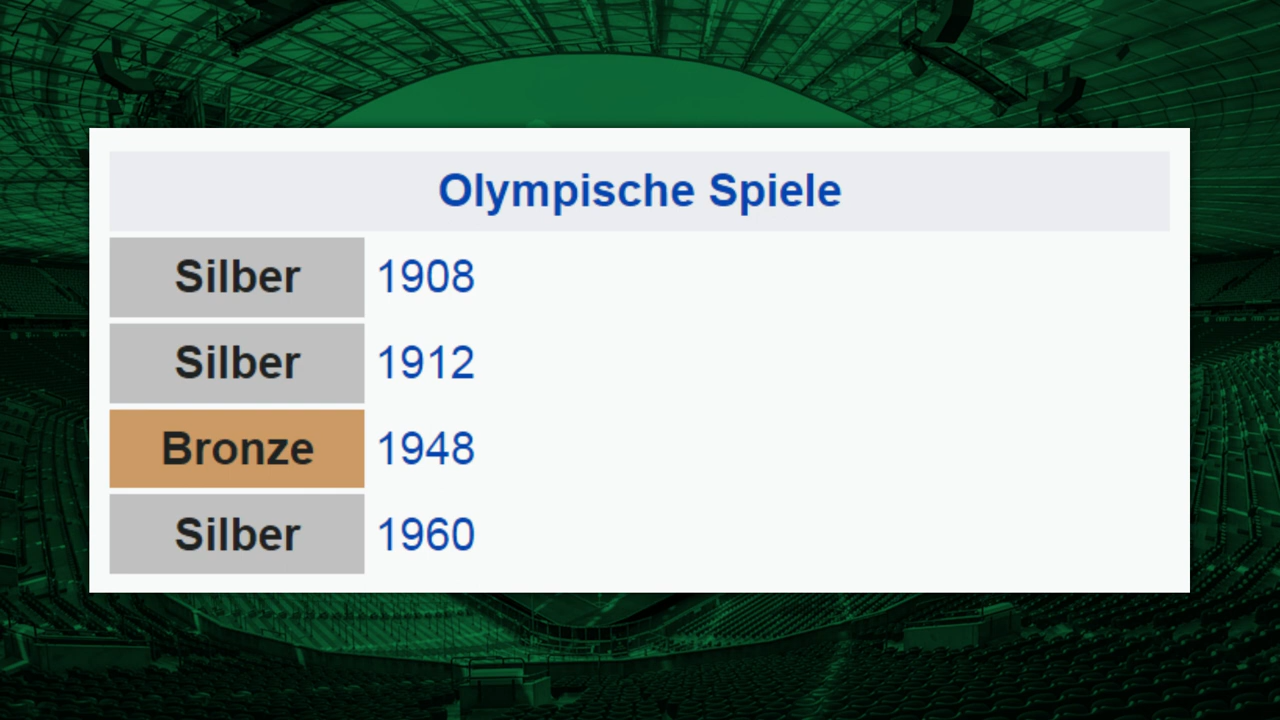 Olympische Spiele
Silber 1908
Silber 1912
Bronze 1948
Silber 1960